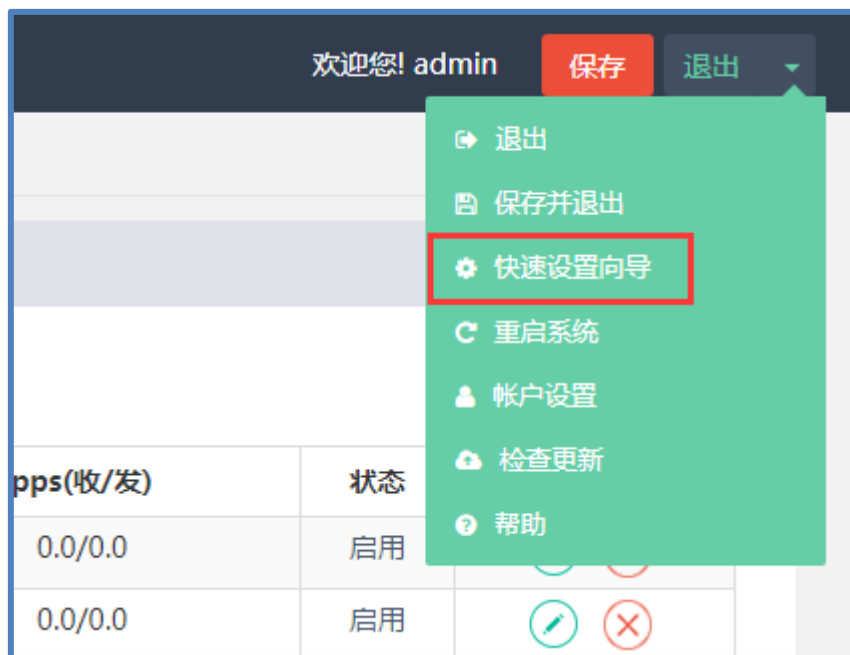 欢迎您! admin 保存 退出
退出
保存并退出
快速设置向导
重启系统
帐户设置
检查更新
帮助
pps(收/发) 状态
0.0/0.0 启用
0.0/0.0 启用